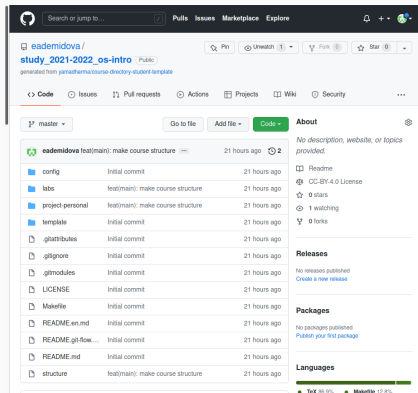 Search or jump to... / Pulls Issues Marketplace Explore
eademidova /
study_2021-2022_os-intro Public
generated from yamadharma/course-directory-student-template
Pin Unwatch 1 Fork 0 Star 0
Code Issues Pull requests Actions Projects Wiki Security ...
master Go to file Add file Code
eademidova feat(main): make course structure ... 21 hours ago 2
config Initial commit 21 hours ago
labs feat(main): make course structure 21 hours ago
project-personal feat(main): make course structure 21 hours ago
template Initial commit 21 hours ago
.gitattributes Initial commit 21 hours ago
.gitignore Initial commit 21 hours ago
.gitmodules Initial commit 21 hours ago
LICENSE Initial commit 21 hours ago
Makefile Initial commit 21 hours ago
README.en.md Initial commit 21 hours ago
README.git-flow.... Initial commit 21 hours ago
README.md Initial commit 21 hours ago
structure feat(main): make course structure 21 hours ago
About
No description, website, or topics
provided.
Readme
CC-BY-4.0 License
0 stars
1 watching
0 forks
Releases
No releases published
Create a new release
Packages
No packages published
Publish your first package
Languages